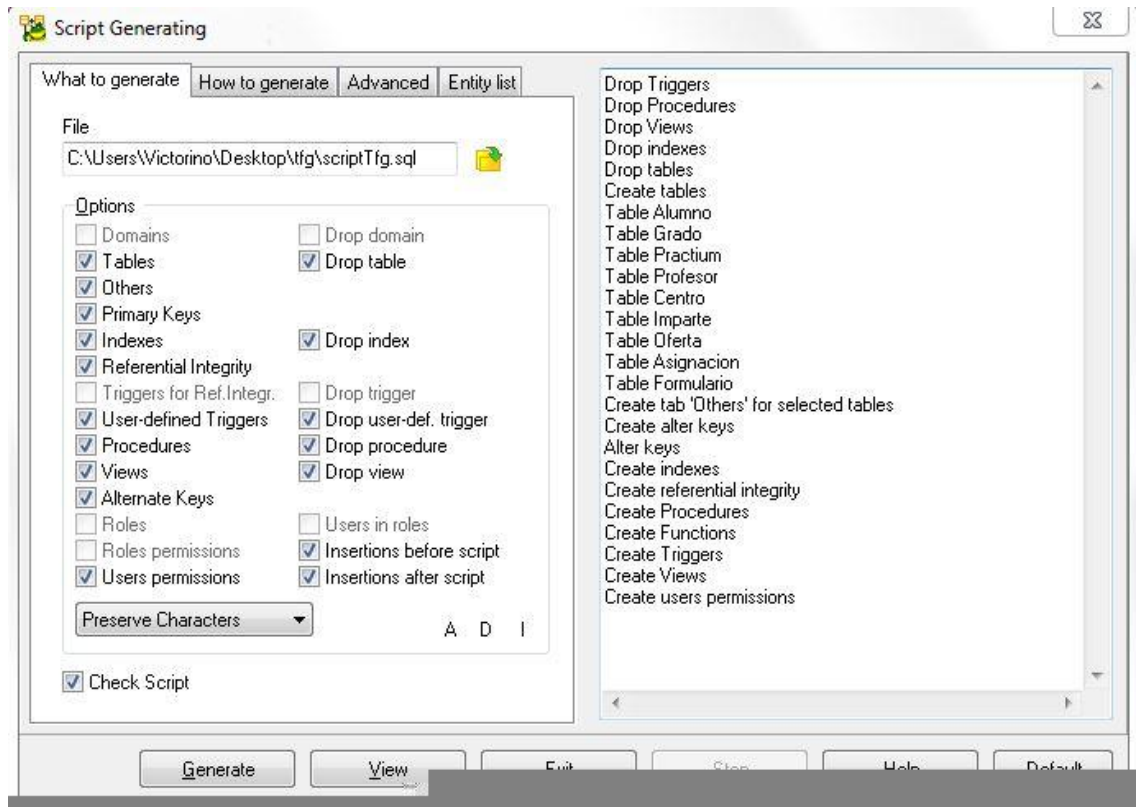 Script Generating
What to generate How to generate Advanced Entity list
File
C:\Users\Victorino\Desktop\tfg\scriptTfg.sql
Options
Domains Drop domain
Tables Drop table
Others
Primary Keys
Indexes Drop index
Referential Integrity
Triggers for Ref.Integr. Drop trigger
User-defined Triggers Drop user-def. trigger
Procedures Drop procedure
Views Drop view
Alternate Keys
Roles Users in roles
Roles permissions Insertions before script
Users permissions Insertions after script
Preserve Characters A D I
Check Script
Drop Triggers
Drop Procedures
Drop Views
Drop indexes
Drop tables
Create tables
Table Alumno
Table Grado
Table Practium
Table Profesor
Table Centro
Table Imparte
Table Oferta
Table Asignacion
Table Formulario
Create tab 'Others' for selected tables
Create alter keys
Alter keys
Create indexes
Create referential integrity
Create Procedures
Create Functions
Create Triggers
Create Views
Create users permissions
Generate View Exit Stop Help Default